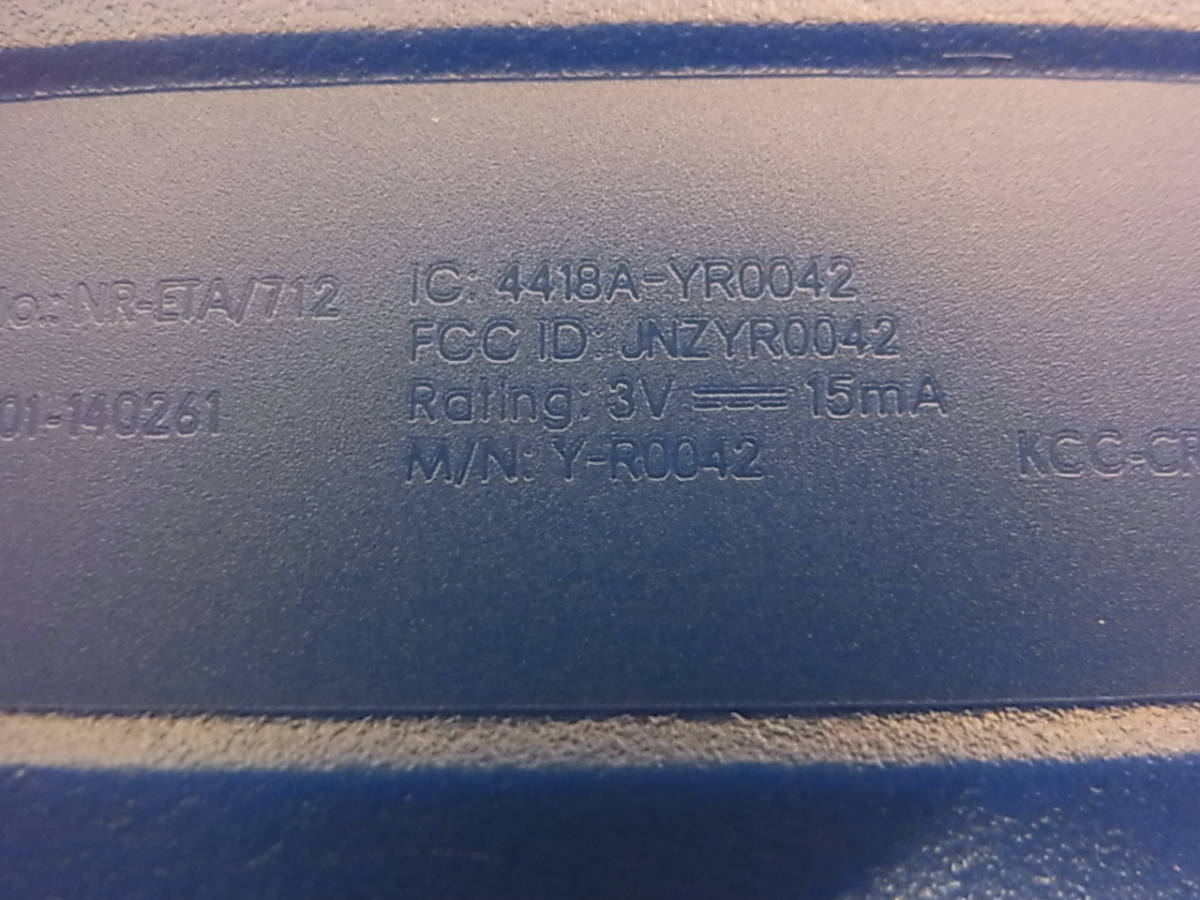 No.: NR-ETA/712
01-140261
IC: 4418A-YR0042
FCC ID: JNZYR0042
Rating: 3V ⎓ 15mA
M/N: Y-R0042
KCC-CR